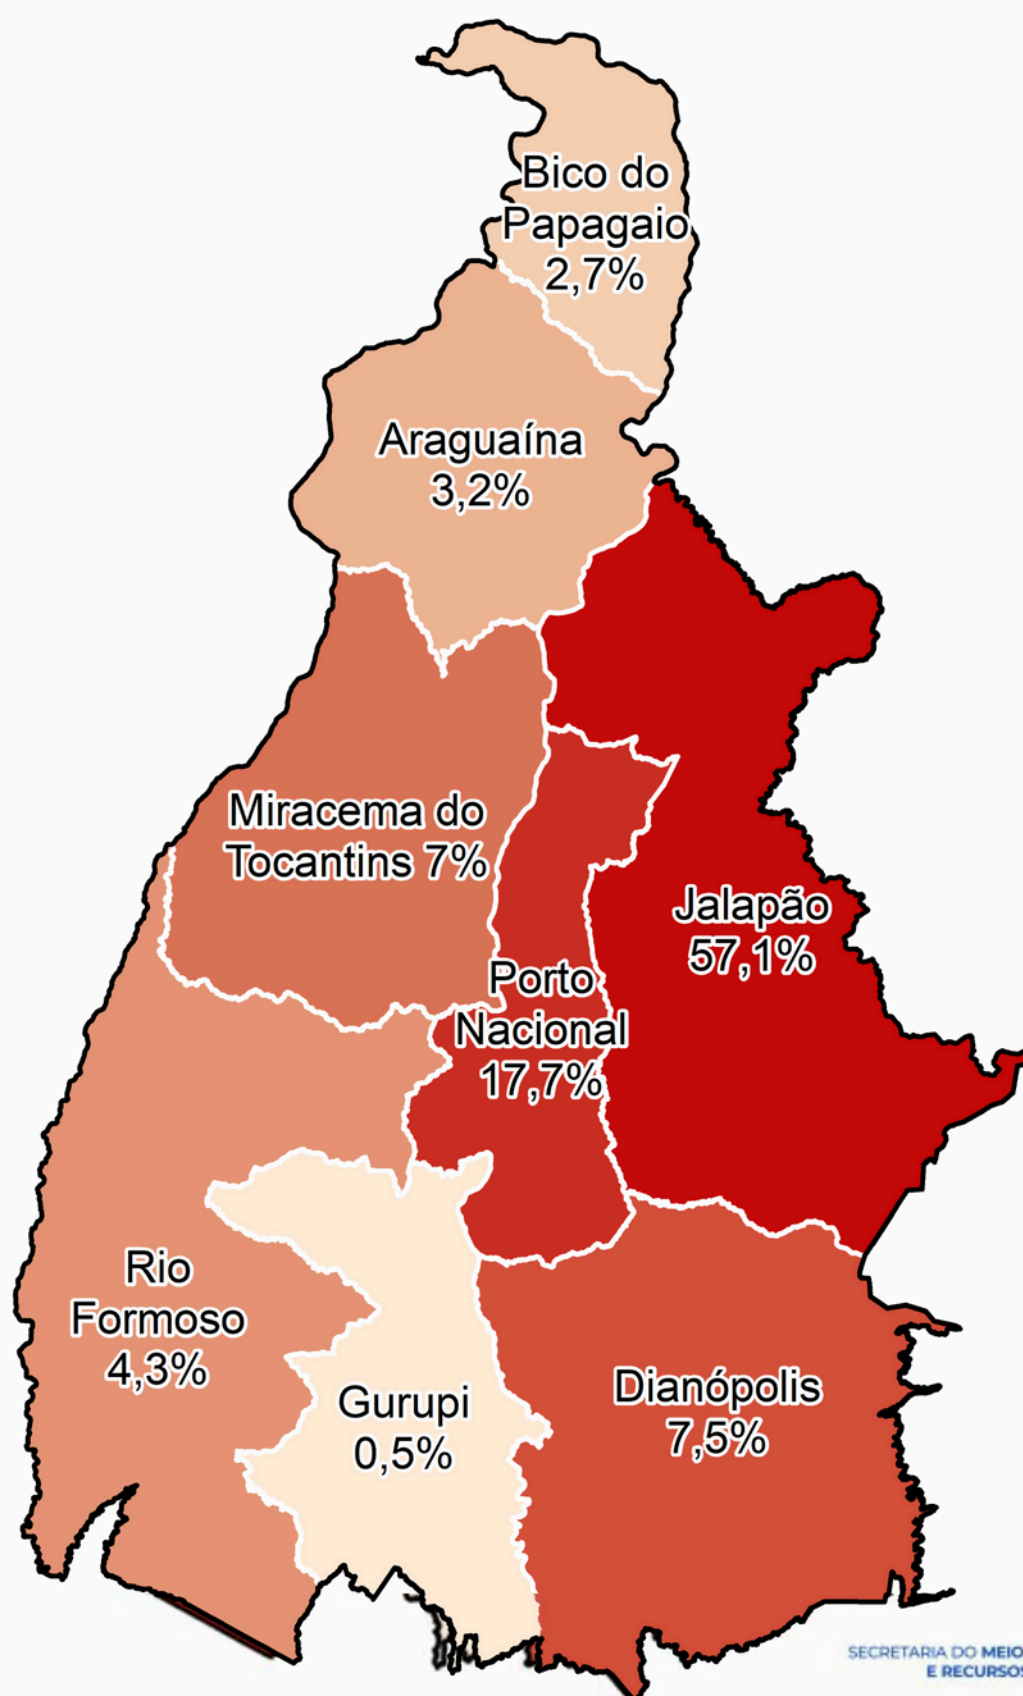 Bico do
Papagaio
2,7%
Araguaína
3,2%
Miracema do
Tocantins 7%
Jalapão
57,1%
Porto
Nacional
17,7%
Rio
Formoso
4,3%
Gurupi
0,5%
Dianópolis
7,5%
SECRETARIA DO MEIO
E RECURSOS